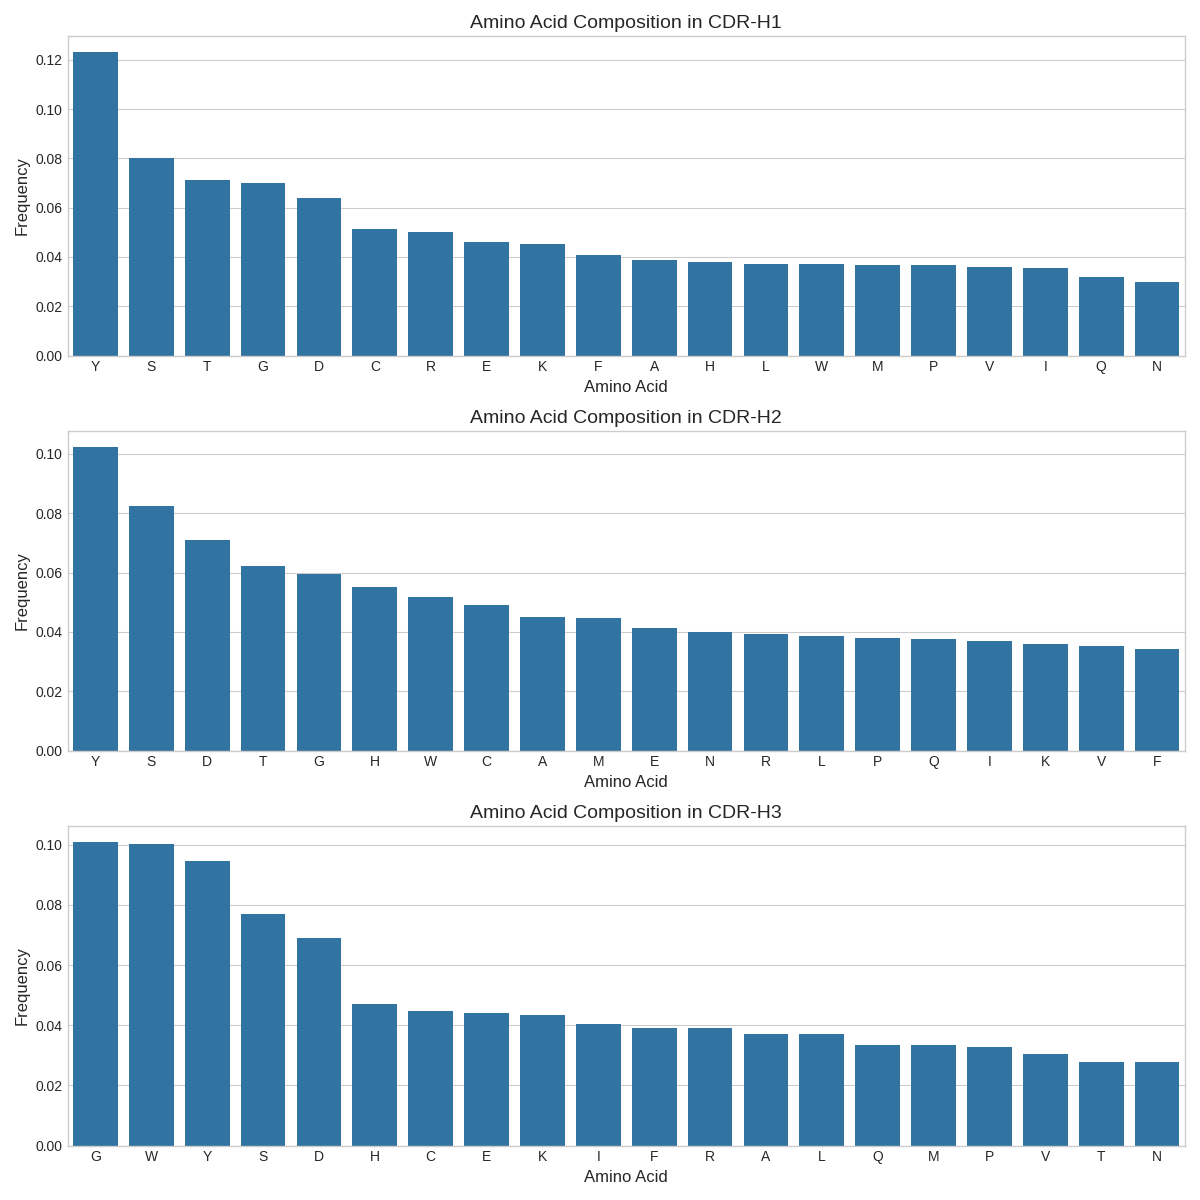 Amino Acid Composition in CDR-H1
Frequency
0.12
0.10
0.08
0.06
0.04
0.02
0.00
Y S T G D C R E K F A H L W M P V I Q N
Amino Acid
Amino Acid Composition in CDR-H2
Frequency
0.10
0.08
0.06
0.04
0.02
0.00
Y S D T G H W C A M E N R L P Q I K V F
Amino Acid
Amino Acid Composition in CDR-H3
Frequency
0.10
0.08
0.06
0.04
0.02
0.00
G W Y S D H C E K I F R A L Q M P V T N
Amino Acid